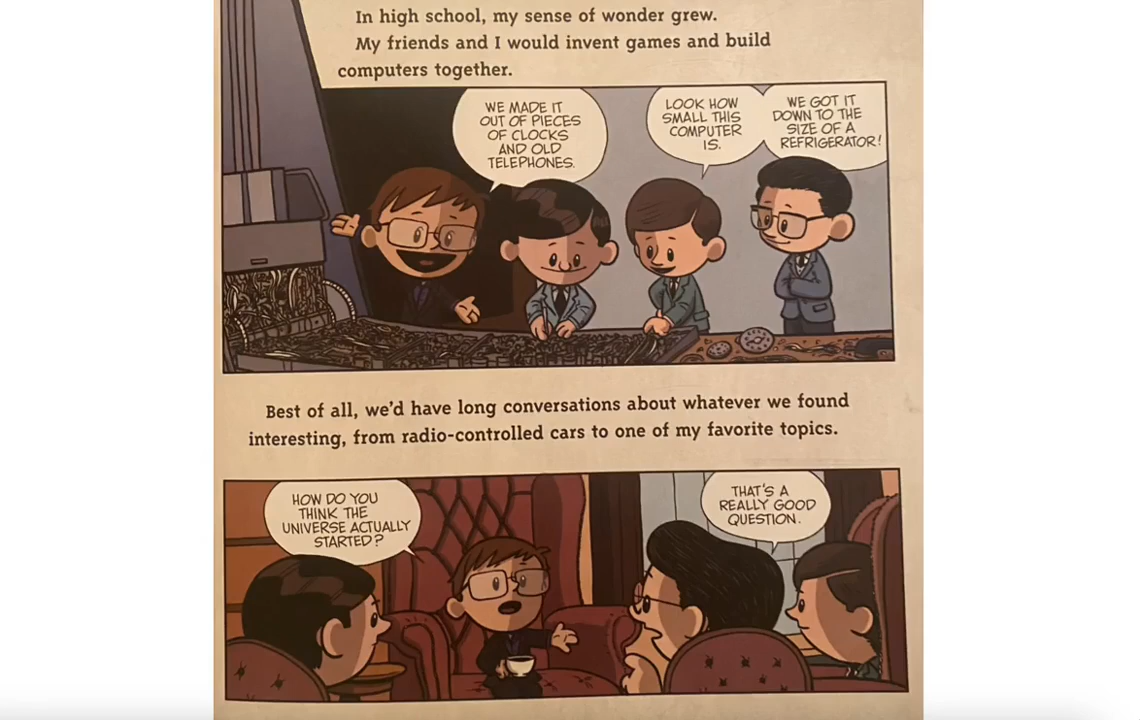 In high school, my sense of wonder grew.
My friends and I would invent games and build
computers together.
WE MADE IT
OUT OF PIECES
OF CLOCKS
AND OLD
TELEPHONES.
LOOK HOW
SMALL THIS
COMPUTER
IS.
WE GOT IT
DOWN TO THE
SIZE OF A
REFRIGERATOR!
Best of all, we'd have long conversations about whatever we found
interesting, from radio-controlled cars to one of my favorite topics.
HOW DO YOU
THINK THE
UNIVERSE ACTUALLY
STARTED?
THAT'S A
REALLY GOOD
QUESTION.